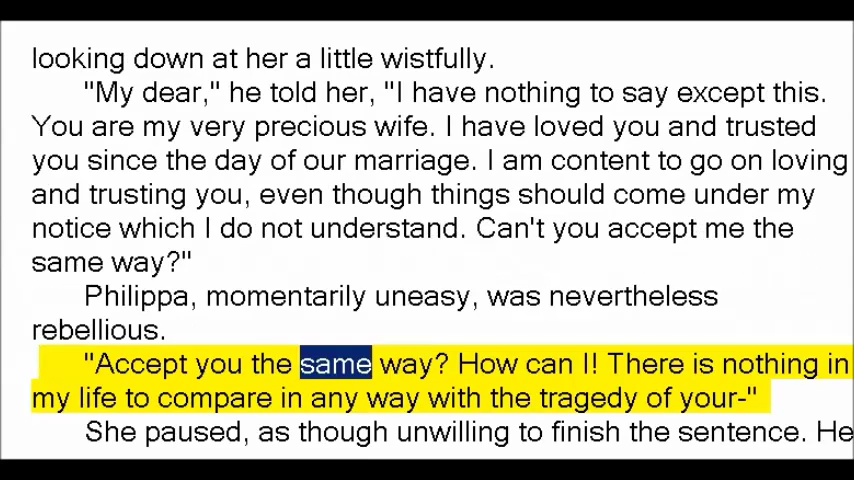 looking down at her a little wistfully.
"My dear," he told her, "I have nothing to say except this.
You are my very precious wife. I have loved you and trusted
you since the day of our marriage. I am content to go on loving
and trusting you, even though things should come under my
notice which I do not understand. Can't you accept me the
same way?"
Philippa, momentarily uneasy, was nevertheless
rebellious.
"Accept you the same way? How can I! There is nothing in
my life to compare in any way with the tragedy of your-"
She paused, as though unwilling to finish the sentence. He